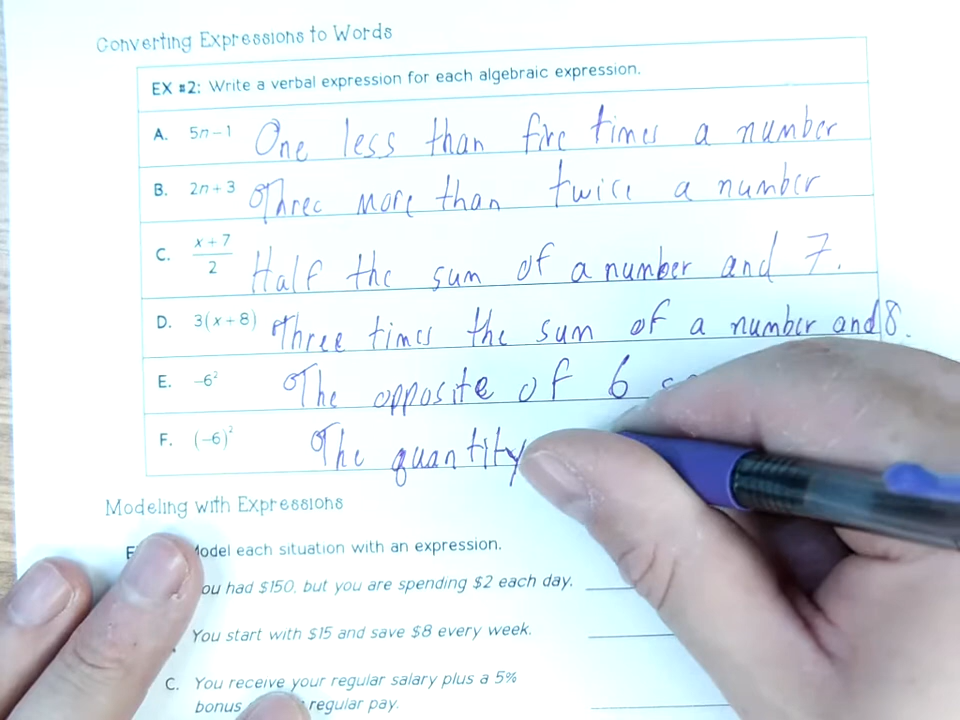 Converting Expressions to Words
EX #2: Write a verbal expression for each algebraic expression.
A. 5n - 1 One less than five times a number
B. 2n + 3 Three more than twice a number
C. x + 7 / 2 Half the sum of a number and 7.
D. 3(x + 8) Three times the sum of a number and 8.
E. -6² The opposite of 6
F. (-6)² The quantity
Modeling with Expressions
Model each situation with an expression.
you had $150, but you are spending $2 each day.
You start with $15 and save $8 every week.
C. You receive your regular salary plus a 5%
bonus regular pay.